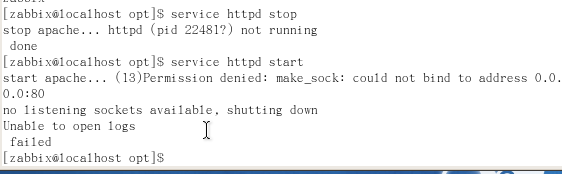 zabbix
[zabbix@localhost opt]$ service httpd stop
stop apache... httpd (pid 22481?) not running
 done
[zabbix@localhost opt]$ service httpd start
start apache... (13)Permission denied: make_sock: could not bind to address 0.0.
0.0:80
no listening sockets available, shutting down
Unable to open logs
 failed
[zabbix@localhost opt]$